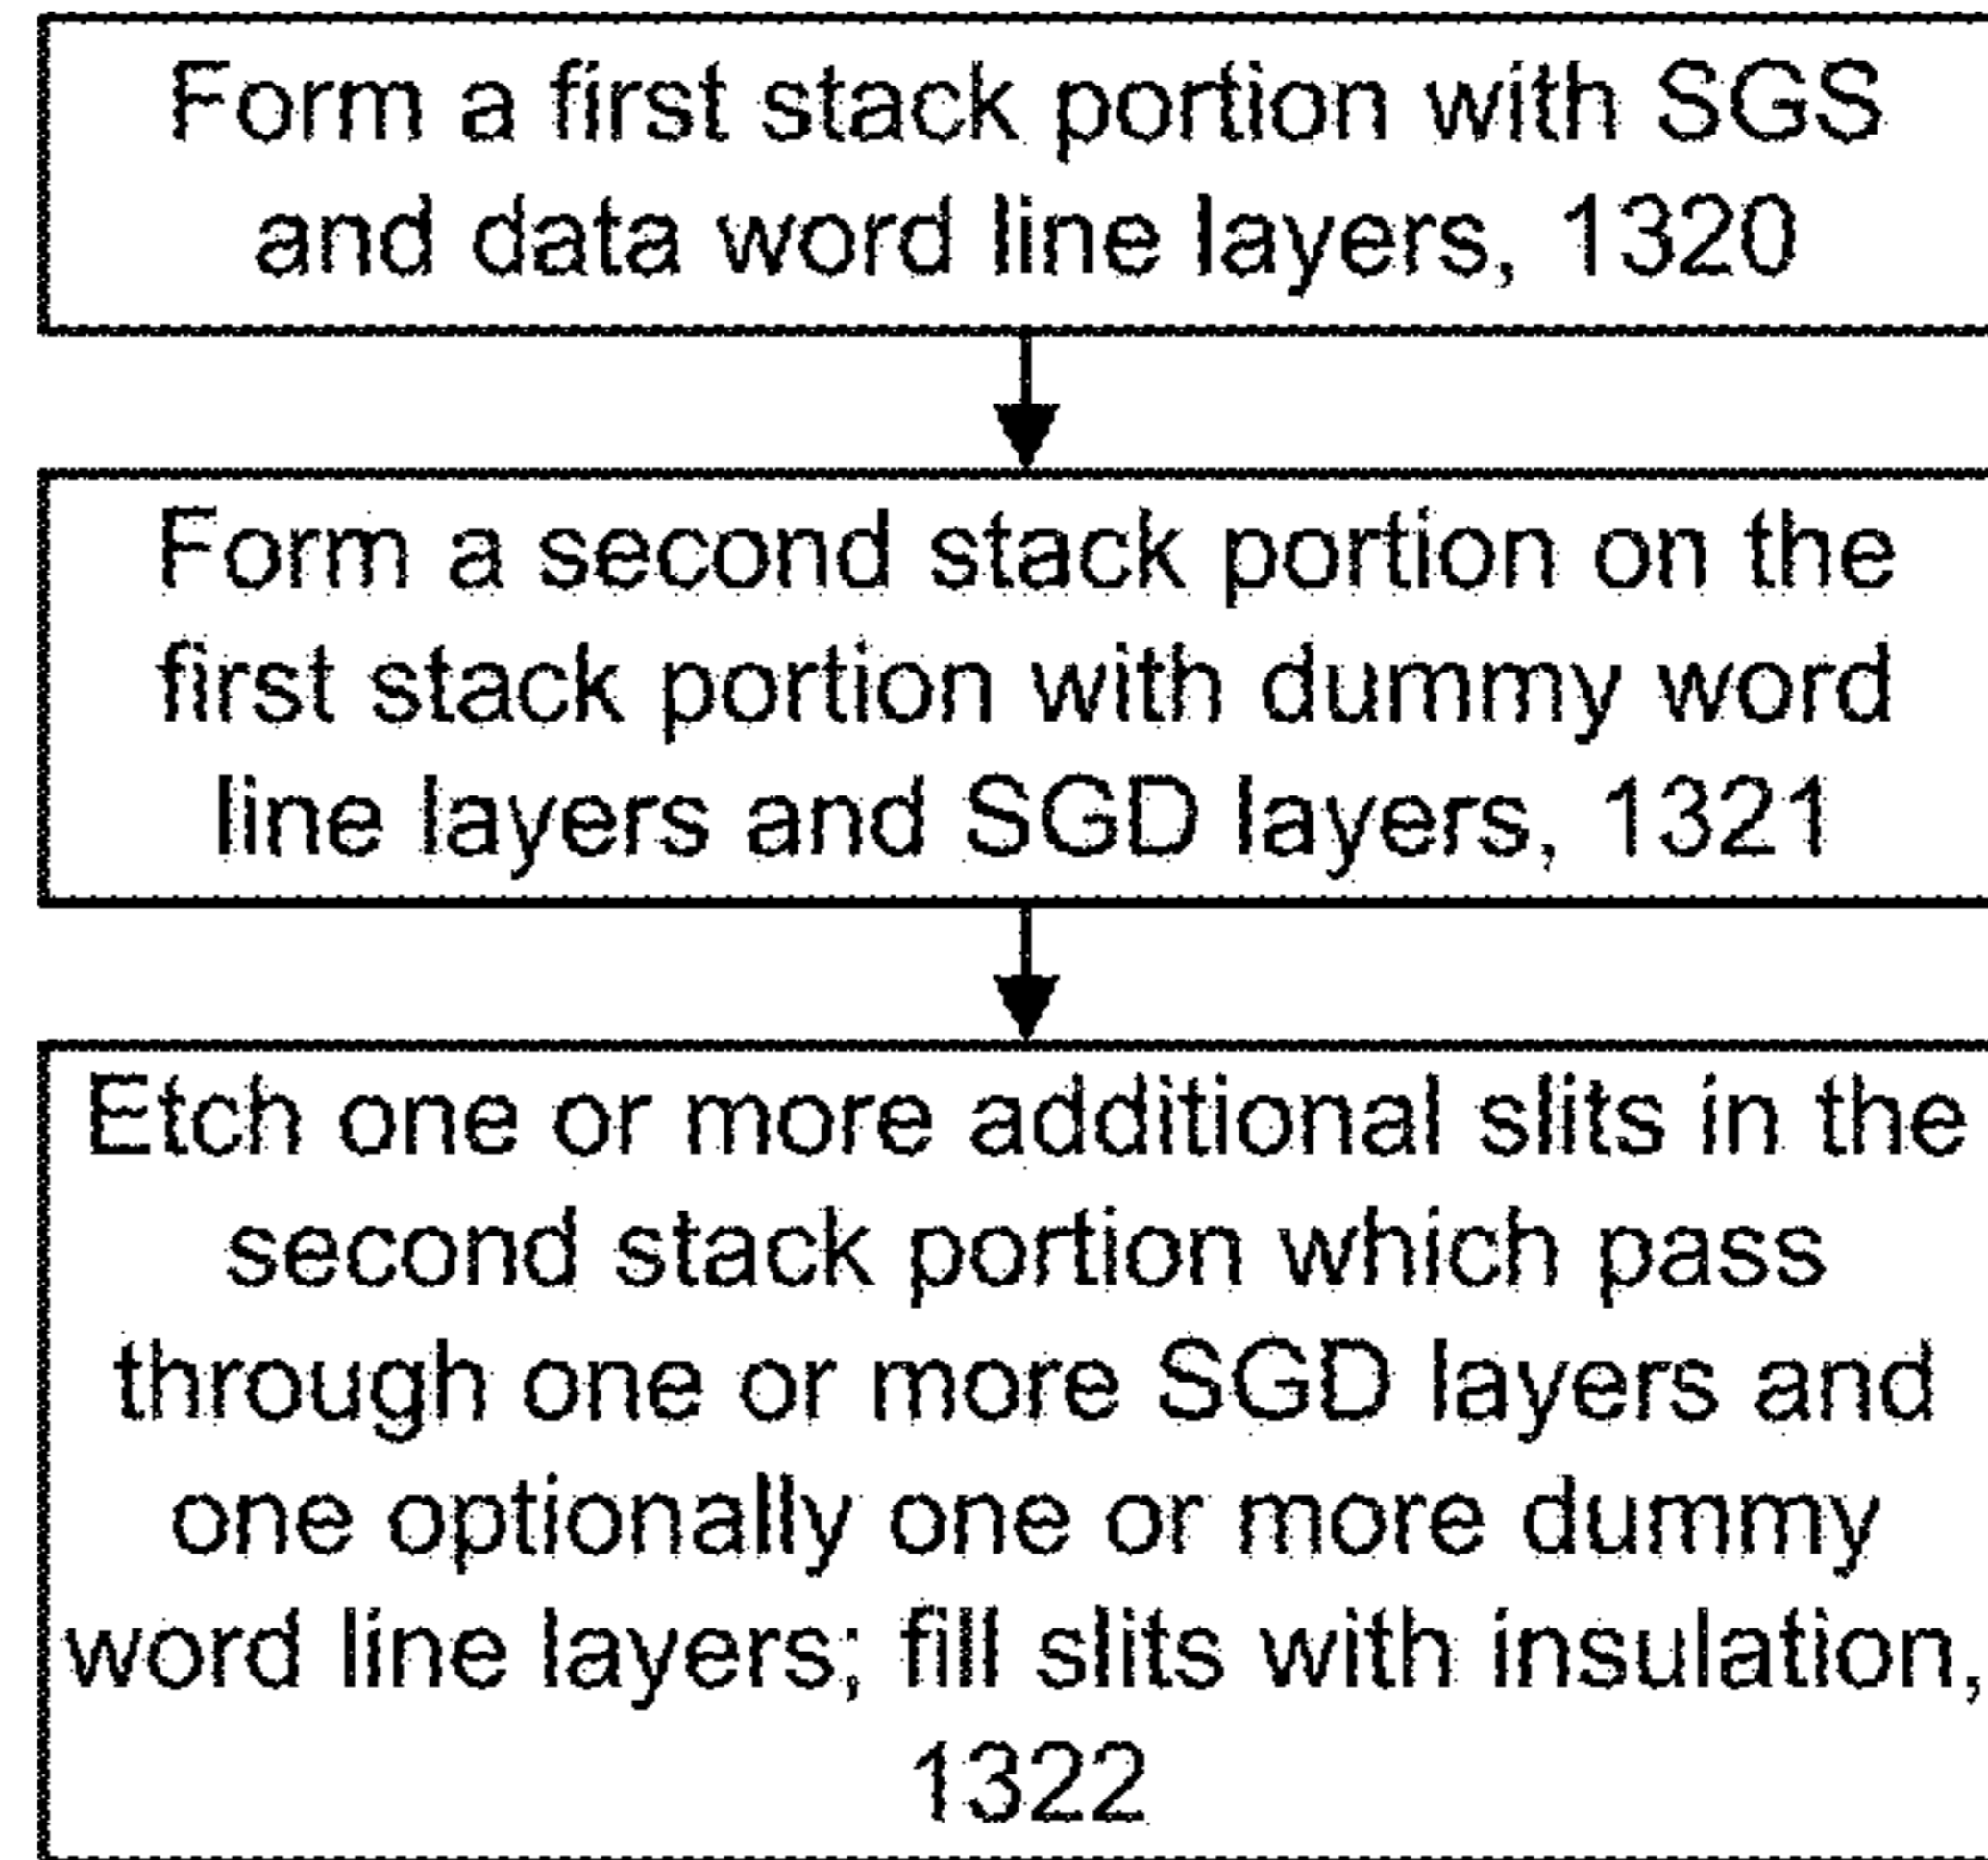 Form a first stack portion with SGS
and data word line layers, 1320
Form a second stack portion on the
first stack portion with dummy word
line layers and SGD layers, 1321
Etch one or more additional slits in the
second stack portion which pass
through one or more SGD layers and
one optionally one or more dummy
word line layers; fill slits with insulation,
1322